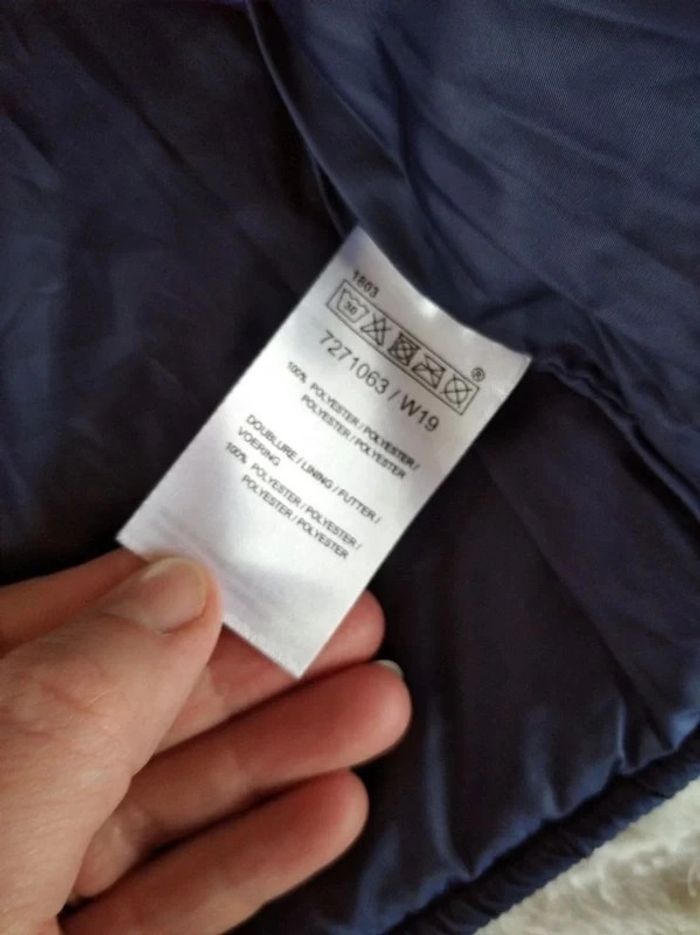 1803
30
®
7271063 / W19
100% POLYESTER / POLYESTER /
POLYESTER / POLYESTER
DOUBLURE / LINING / FUTTER /
VOERING
100% POLYESTER / POLYESTER /
POLYESTER / POLYESTER